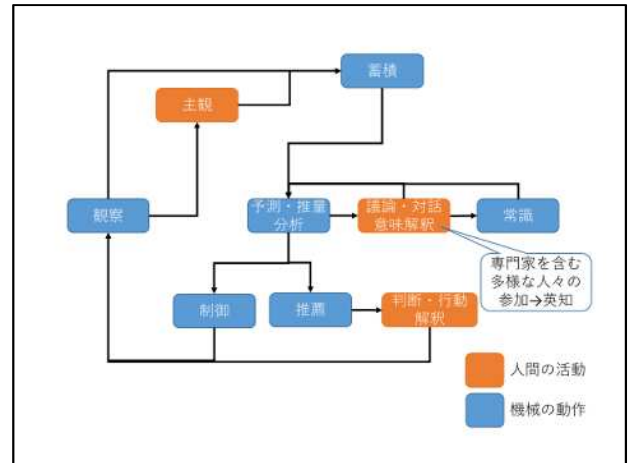 蓄積
主観
観察
予測・推量
分析
議論・対話
意味解釈
常識
専門家を含む
多様な人々の
参加→英知
制御
推薦
判断・行動
解釈
人間の活動
機械の動作